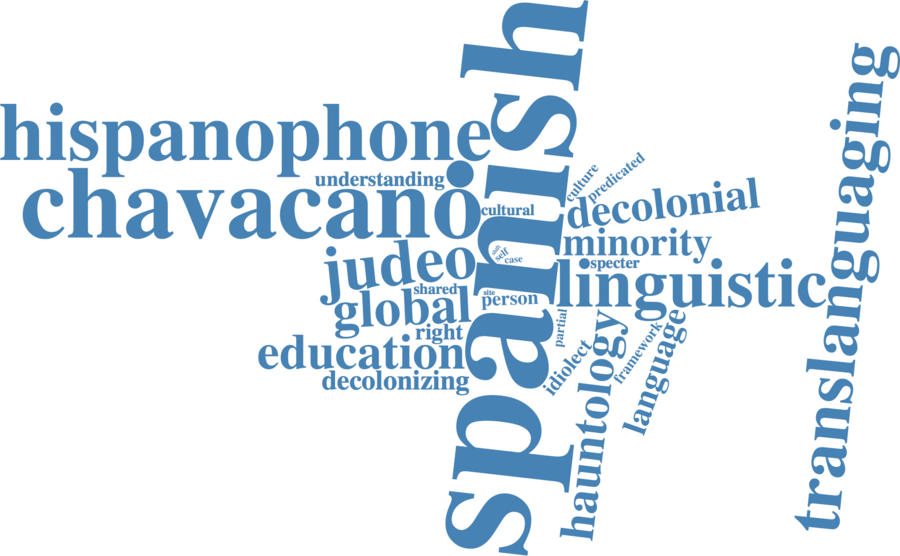 spanish
hispanophone
translanguaging
understanding
chavacano
culture
predicated
cultural
decolonial
minority
judeo
shift
self
case
specter
linguistic
shared
site
person
global
right
partial
education
idiolect
framework
language
decolonizing
hauntology